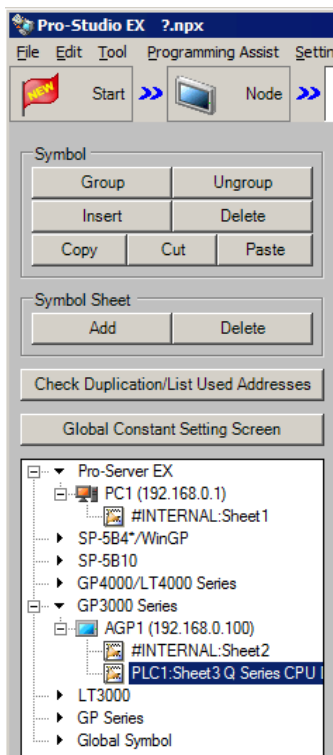 Pro-Studio EX ?.npx
File Edit Tool Programming Assist Settin
NEW Start Node
Symbol
Group Ungroup
Insert Delete
Copy Cut Paste
Symbol Sheet
Add Delete
Check Duplication/List Used Addresses
Global Constant Setting Screen
Pro-Server EX
PC1 (192.168.0.1)
#INTERNAL:Sheet1
SP-5B4*/WinGP
SP-5B10
GP4000/LT4000 Series
GP3000 Series
AGP1 (192.168.0.100)
#INTERNAL:Sheet2
PLC1:Sheet3 Q Series CPU
LT3000
GP Series
Global Symbol